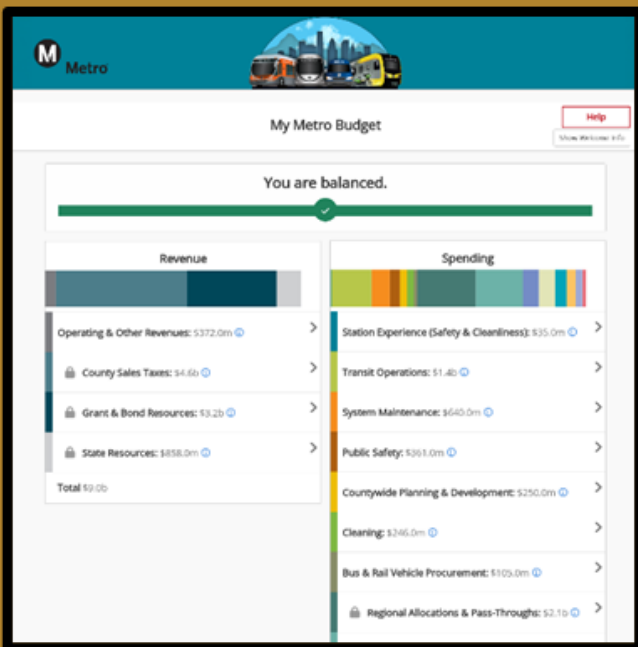 M
Metro
My Metro Budget
Help
Show Welcome Info
You are balanced.
Revenue
Operating & Other Revenues: $372.0m
County Sales Taxes: $4.6b
Grant & Bond Resources: $3.2b
State Resources: $858.0m
Total $9.0b
Spending
Station Experience (Safety & Cleanliness): $35.0m
Transit Operations: $1.4b
System Maintenance: $640.0m
Public Safety: $361.0m
Countywide Planning & Development: $250.0m
Cleaning: $246.0m
Bus & Rail Vehicle Procurement: $105.0m
Regional Allocations & Pass-Throughs: $2.1b